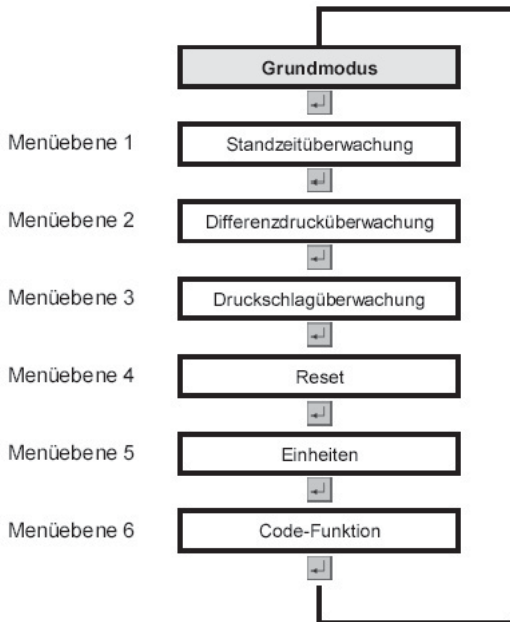 Grundmodus
Menüebene 1 Standzeitüberwachung
Menüebene 2 Differenzdrucküberwachung
Menüebene 3 Druckschlagüberwachung
Menüebene 4 Reset
Menüebene 5 Einheiten
Menüebene 6 Code-Funktion